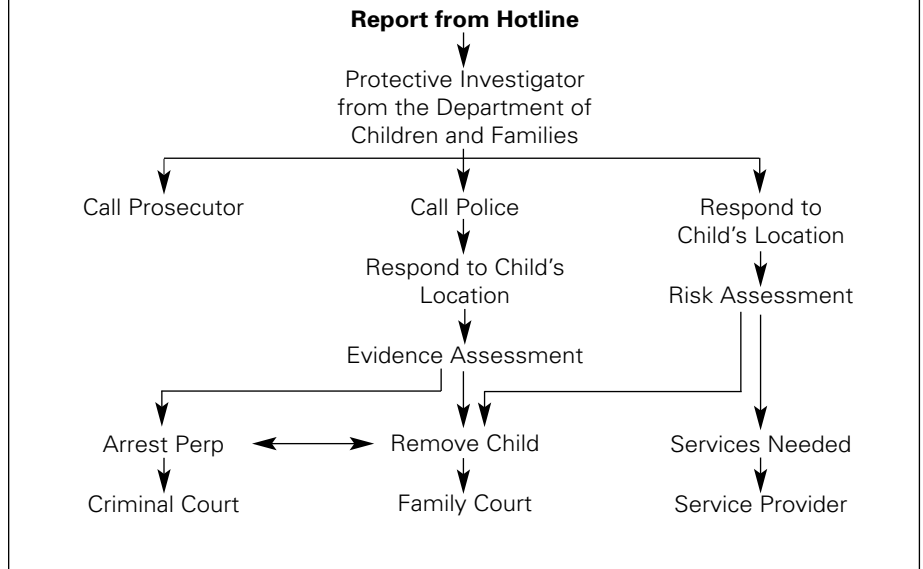 Report from Hotline
Protective Investigator
from the Department of
Children and Families
Call Prosecutor
Call Police
Respond to
Child's Location
Respond to Child's
Location
Risk Assessment
Evidence Assessment
Arrest Perp
Remove Child
Services Needed
Criminal Court
Family Court
Service Provider